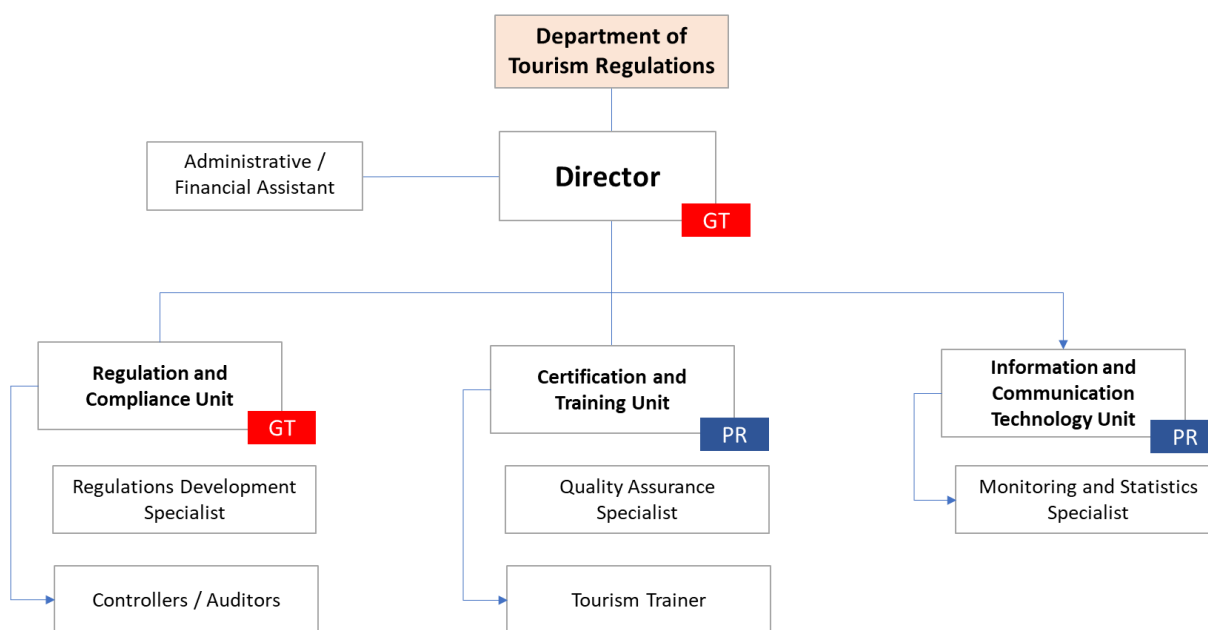 Department of
Tourism Regulations
Administrative /
Financial Assistant
Director
GT
Regulation and
Compliance Unit
GT
Certification and
Training Unit
PR
Information and
Communication
Technology Unit
PR
Regulations Development
Specialist
Quality Assurance
Specialist
Monitoring and Statistics
Specialist
Controllers / Auditors
Tourism Trainer